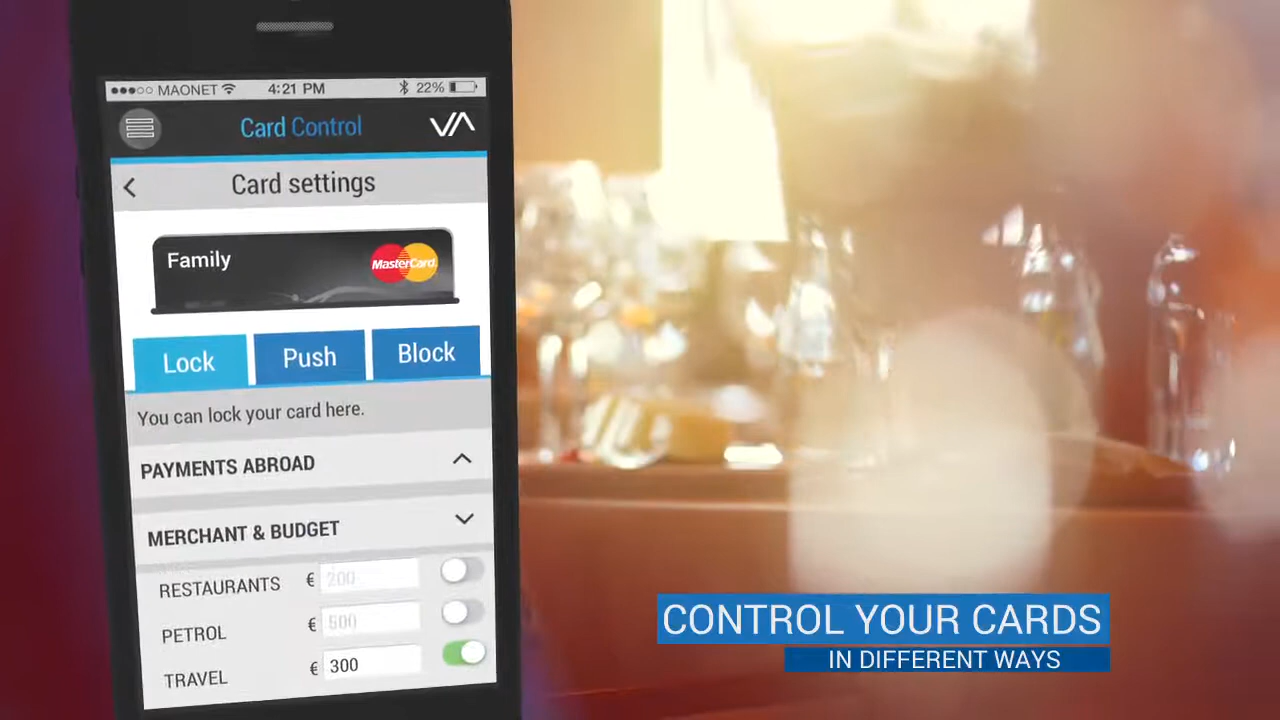 MAONET 4:21 PM 22%
Card Control VA
Card settings
Family MasterCard
Lock Push Block
You can lock your card here.
PAYMENTS ABROAD
MERCHANT & BUDGET
RESTAURANTS € 200
PETROL € 500
TRAVEL € 300
CONTROL YOUR CARDS
IN DIFFERENT WAYS